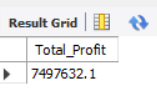 Result Grid
Total_Profit
7497632.1